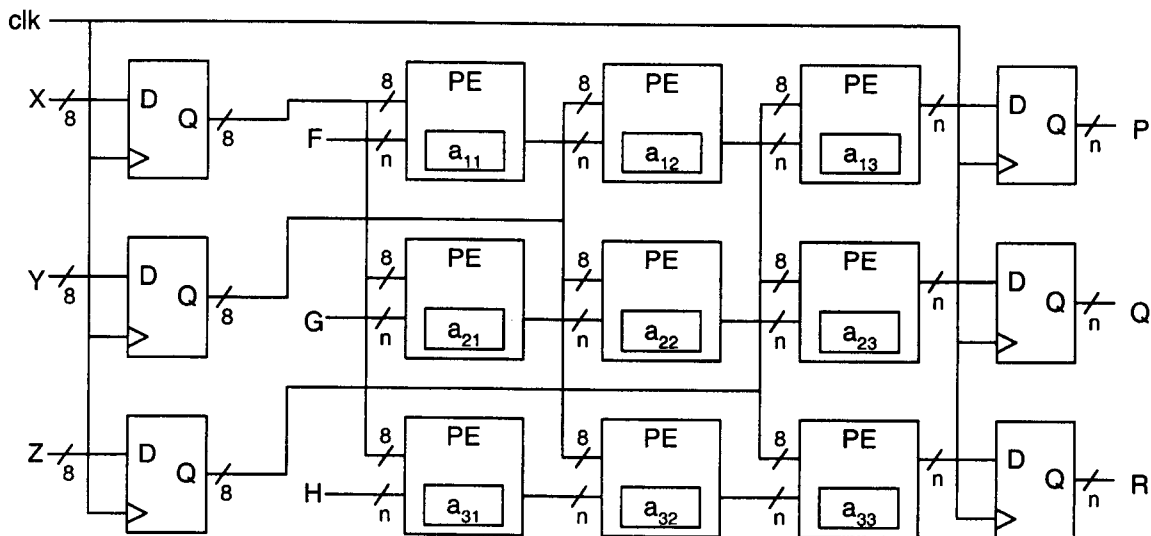 clk
X 8 D Q 8 8 PE 8 PE 8 PE n D Q n P
F n a11 n a12 n a13
Y 8 D Q 8 8 PE 8 PE 8 PE n D Q n Q
G n a21 n a22 n a23
Z 8 D Q 8 8 PE 8 PE 8 PE n D Q n R
H n a31 n a32 n a33